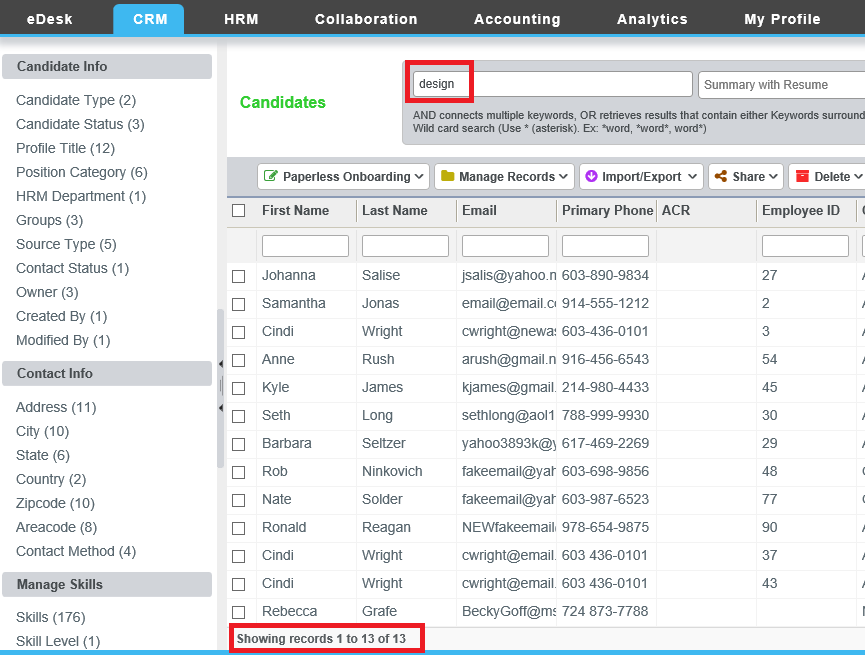 eDesk CRM HRM Collaboration Accounting Analytics My Profile
Candidate Info
Candidate Type (2)
Candidate Status (3)
Profile Title (12)
Position Category (6)
HRM Department (1)
Groups (3)
Source Type (5)
Contact Status (1)
Owner (3)
Created By (1)
Modified By (1)
Contact Info
Address (11)
City (10)
State (6)
Country (2)
Zipcode (10)
Areacode (8)
Contact Method (4)
Manage Skills
Skills (176)
Skill Level (1)
Candidates
design Summary with Resume
AND connects multiple keywords, OR retrieves results that contain either Keywords surround
Wild card search (Use * (asterisk). Ex: *word, *word*, word*)
Paperless Onboarding Manage Records Import/Export Share Delete
First Name Last Name Email Primary Phone ACR Employee ID
Johanna Salise jsalis@yahoo.n 603-890-9834 27
Samantha Jonas email@email.co 914-555-1212 2
Cindi Wright cwright@newas 603-436-0101 3
Anne Rush arush@gmail.n 916-456-6543 54
Kyle James kjames@gmail. 214-980-4433 45
Seth Long sethlong@aol1 788-999-9930 30
Barbara Seltzer yahoo3893k@y 617-469-2269 29
Rob Ninkovich fakeemail@yah 603-698-9856 48
Nate Solder fakeemail@yah 603-987-6523 77
Ronald Reagan NEWfakeemail 978-654-9875 90
Cindi Wright cwright@email. 603 436-0101 37
Cindi Wright cwright@email. 603 436-0101 43
Rebecca Grafe BeckyGoff@ms 724 873-7788
Showing records 1 to 13 of 13